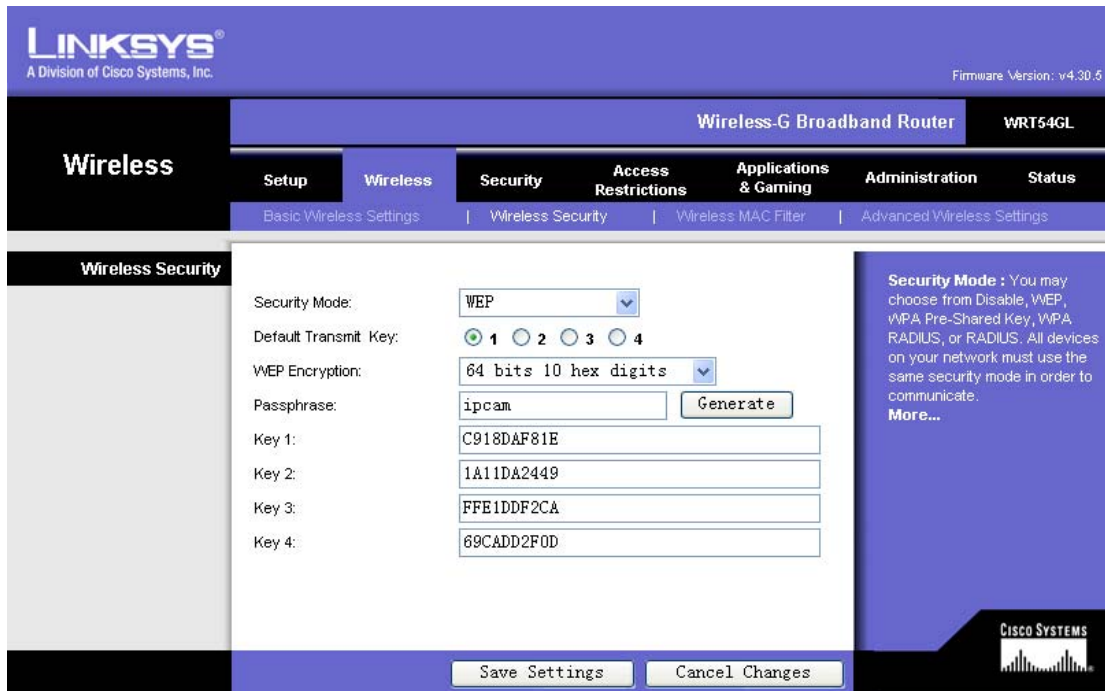 LINKSYS®
A Division of Cisco Systems, Inc.
Firmware Version: v4.30.5
Wireless-G Broadband Router
WRT54GL
Wireless
Setup
Wireless
Security
Access
Restrictions
Applications
& Gaming
Administration
Status
Basic Wireless Settings | Wireless Security | Wireless MAC Filter | Advanced Wireless Settings
Wireless Security
Security Mode: WEP
Default Transmit Key: 1 2 3 4
WEP Encryption: 64 bits 10 hex digits
Passphrase: ipcam Generate
Key 1: C918DAF81E
Key 2: 1A11DA2449
Key 3: FFE1DDF2CA
Key 4: 69CADD2F0D
Security Mode : You may
choose from Disable, WEP,
WPA Pre-Shared Key, WPA
RADIUS, or RADIUS. All devices
on your network must use the
same security mode in order to
communicate.
More...
Save Settings Cancel Changes
CISCO SYSTEMS